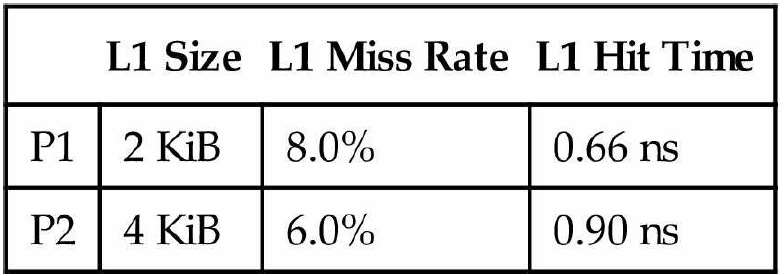 L1 Size L1 Miss Rate L1 Hit Time
P1 2 KiB 8.0% 0.66 ns
P2 4 KiB 6.0% 0.90 ns